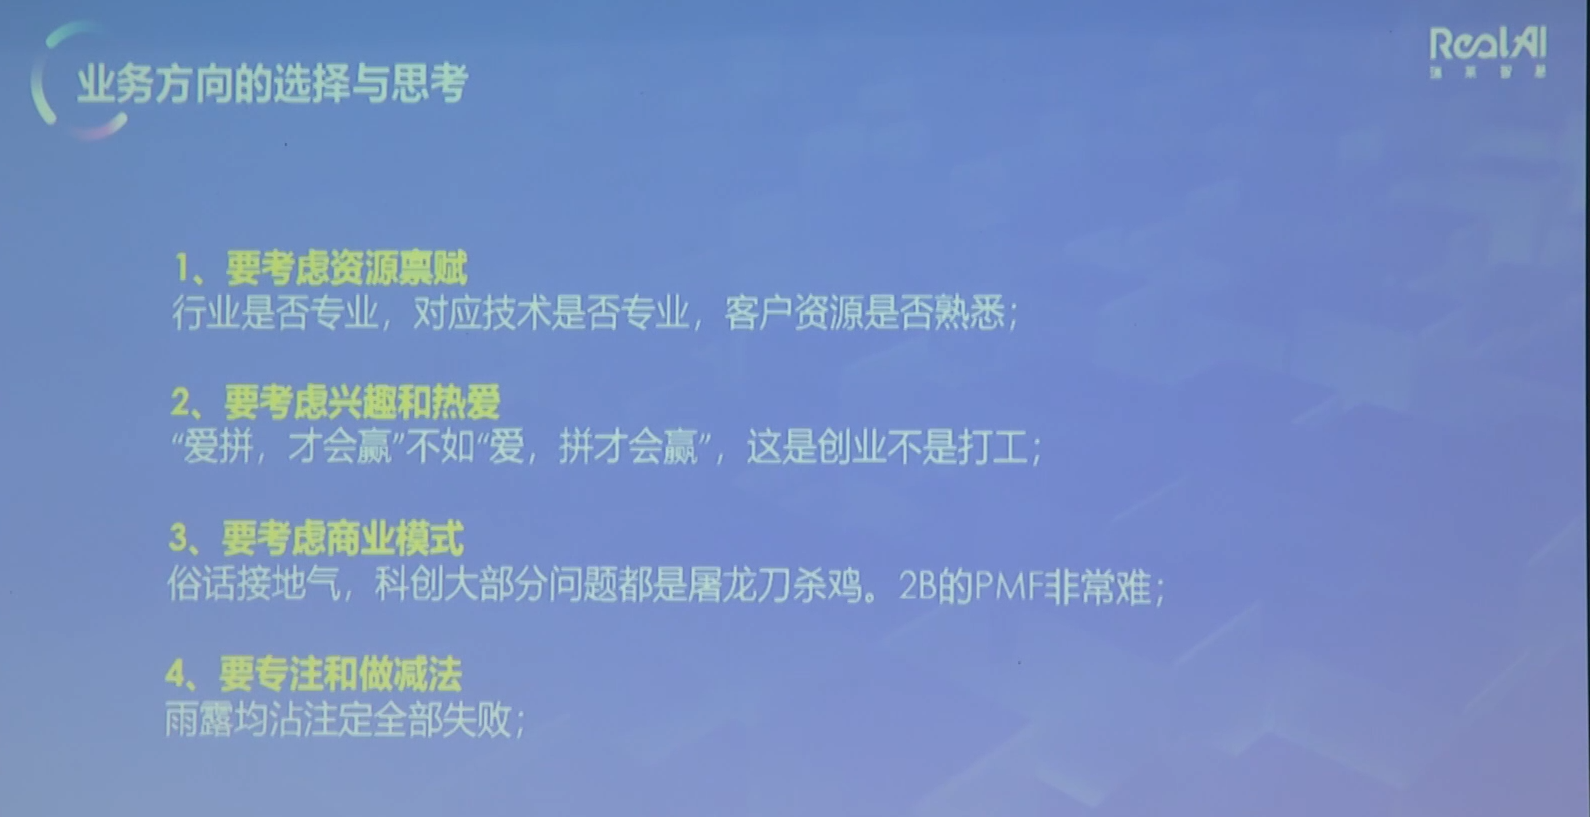 业务方向的选择与思考
RealAI
瑞莱智慧
1、要考虑资源禀赋
行业是否专业，对应技术是否专业，客户资源是否熟悉；
2、要考虑兴趣和热爱
“爱拼，才会赢”不如“爱，拼才会赢”，这是创业不是打工；
3、要考虑商业模式
俗话接地气，科创大部分问题都是屠龙刀杀鸡。2B的PMF非常难；
4、要专注和做减法
雨露均沾注定全部失败；